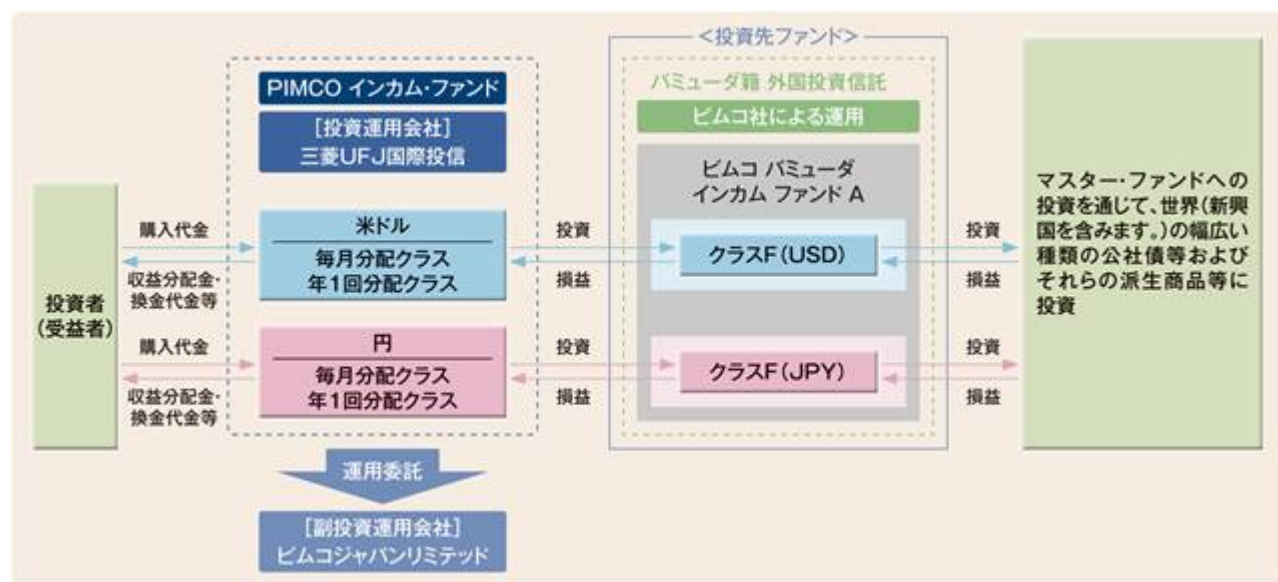 <投資先ファンド>
PIMCO インカム・ファンド
[投資運用会社]
三菱UFJ国際投信
バミューダ籍 外国投資信託
ピムコ社による運用
ピムコ バミューダ
インカム ファンド A
投資者
(受益者)
購入代金
収益分配金・
換金代金等
米ドル
毎月分配クラス
年1回分配クラス
投資
損益
クラスF(USD)
投資
損益
購入代金
収益分配金・
換金代金等
円
毎月分配クラス
年1回分配クラス
投資
損益
クラスF(JPY)
投資
損益
マスター・ファンドへの
投資を通じて、世界(新興
国を含みます。)の幅広い
種類の公社債等および
それらの派生商品等に
投資
運用委託
[副投資運用会社]
ピムコジャパンリミテッド